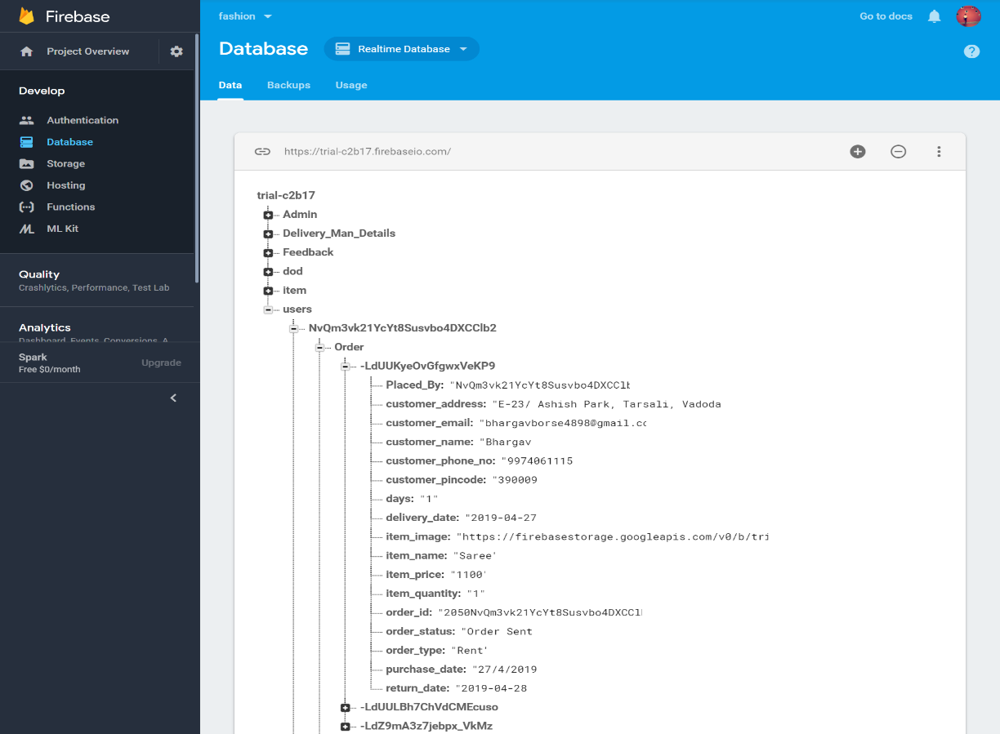 Firebase
fashion
Go to docs
Project Overview
Database
Realtime Database
Develop
Data
Backups
Usage
Authentication
Database
Storage
Hosting
Functions
ML Kit
Quality
Crashlytics, Performance, Test Lab
Analytics
Dashboard, Events, Conversions, A
Spark
Free $0/month
Upgrade
https://trial-c2b17.firebaseio.com/
trial-c2b17
Admin
Delivery_Man_Details
Feedback
dod
item
users
NvQm3vk21YcYt8Susvbo4DXCClb2
Order
-LdUUKyeOvGfgwxVeKP9
Placed_By: "NvQm3vk21YcYt8Susvbo4DXCClb
customer_address: "E-23/ Ashish Park, Tarsali, Vadoda
customer_email: "bhargavborse4898@gmail.co
customer_name: "Bhargav
customer_phone_no: "9974061115
customer_pincode: "390009
days: "1"
delivery_date: "2019-04-27
item_image: "https://firebasestorage.googleapis.com/v0/b/tri
item_name: "Saree'
item_price: "1100'
item_quantity: "1"
order_id: "2050NvQm3vk21YcYt8Susvbo4DXCCl
order_status: "Order Sent
order_type: "Rent'
purchase_date: "27/4/2019
return_date: "2019-04-28
-LdUULBh7ChVdCMEcuso
-LdZ9mA3z7jebpx_VkMz